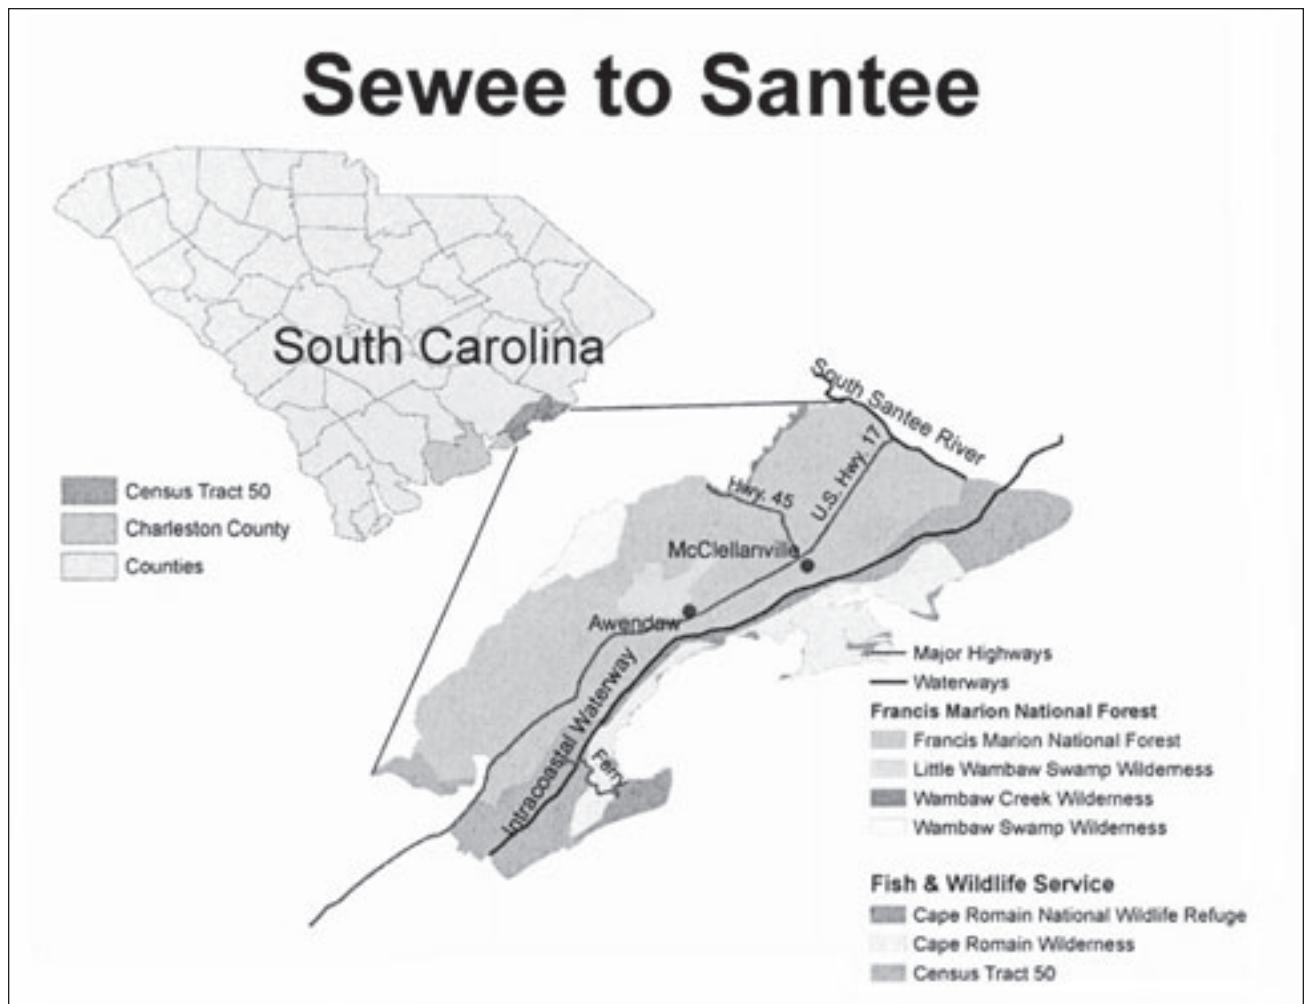 Sewee to Santee
South Carolina
Census Tract 50
Charleston County
Counties
South Santee River
U.S. Hwy. 17
Hwy. 45
McClellanville
Awendaw
Intracoastal Waterway
Ferry
Major Highways
Waterways
Francis Marion National Forest
Francis Marion National Forest
Little Wambaw Swamp Wilderness
Wambaw Creek Wilderness
Wambaw Swamp Wilderness
Fish & Wildlife Service
Cape Romain National Wildlife Refuge
Cape Romain Wilderness
Census Tract 50